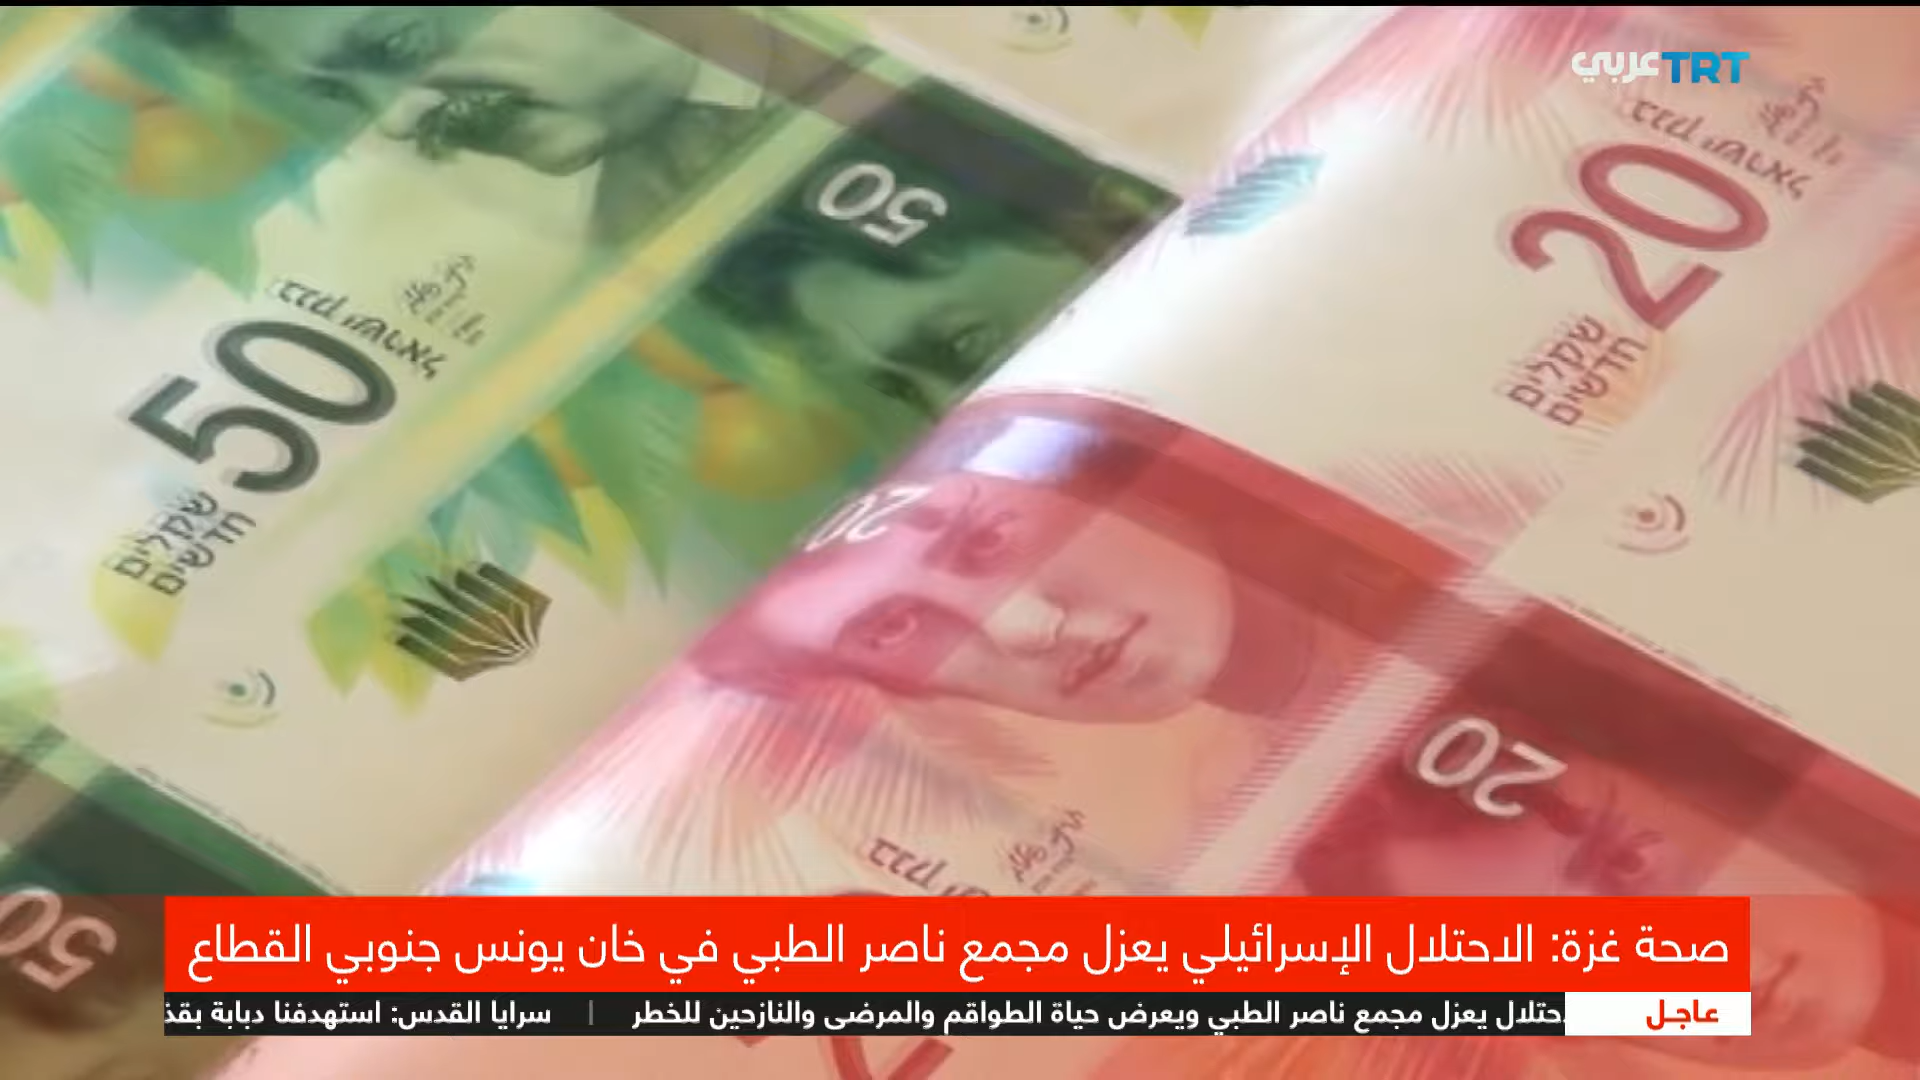 TRT عربي
50
50
שקלים
חדשים
20
שקלים
חדשים
20
20
בנק
50
صحة غزة: الاحتلال الإسرائيلي يعزل مجمع ناصر الطبي في خان يونس جنوبي القطاع
عاجل
يعزل مجمع ناصر الطبي ويعرض حياة الطواقم والمرضى والنازحين للخطر | سرايا القدس: استهدفنا دبابة